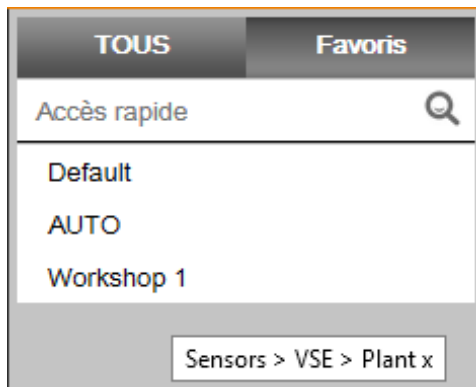 TOUS Favoris
Accès rapide
Default
AUTO
Workshop 1
Sensors > VSE > Plant x